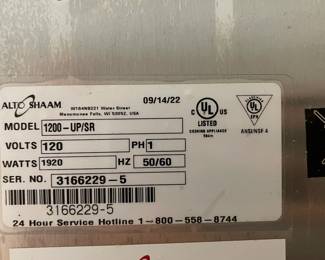 ALTO SHAAM
W164N9221 Water Street
Menomonee Falls, WI 53052, USA
09/14/22
C UL US
LISTED
COOKING APPLIANCE
ANSI/NSF 4
MODEL 1200-UP/SR
VOLTS 120 PH 1
WATTS 1920 HZ 50/60
SER. NO. 3166229-5
3166229-5
24 Hour Service Hotline 1-800-558-8744